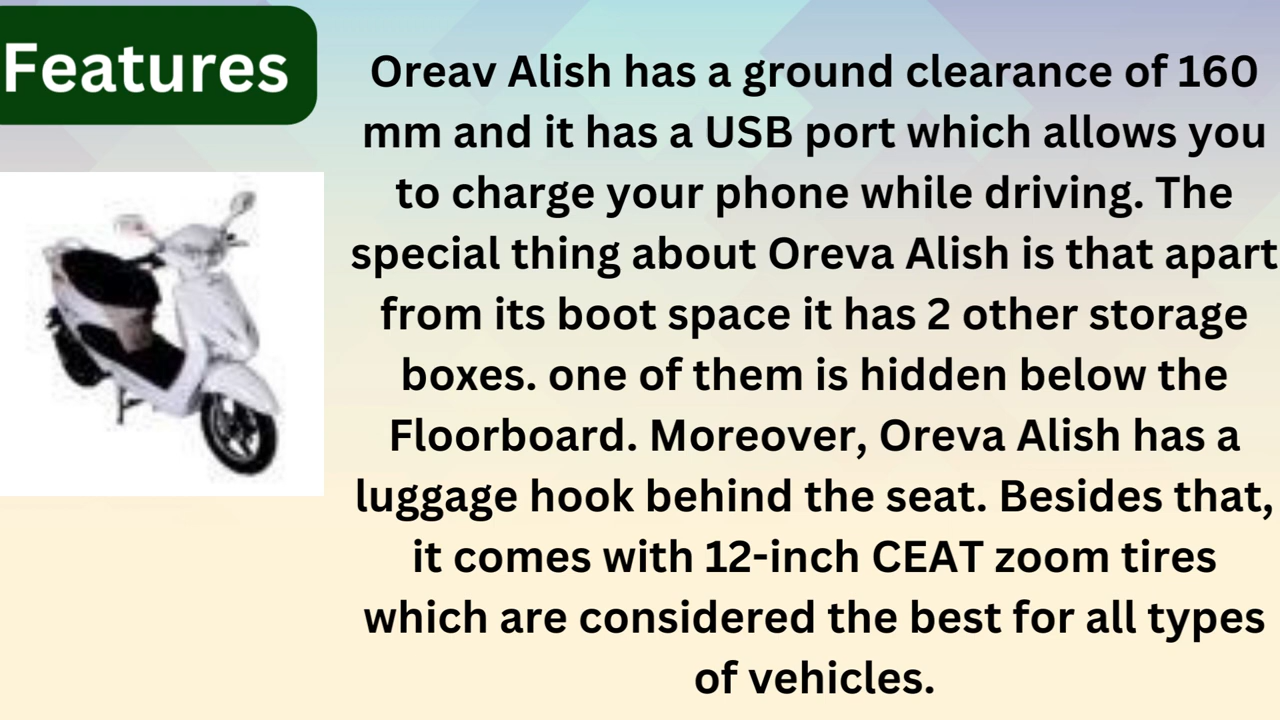 Features
Oreav Alish has a ground clearance of 160
mm and it has a USB port which allows you
to charge your phone while driving. The
special thing about Oreva Alish is that apart
from its boot space it has 2 other storage
boxes. one of them is hidden below the
Floorboard. Moreover, Oreva Alish has a
luggage hook behind the seat. Besides that,
it comes with 12-inch CEAT zoom tires
which are considered the best for all types
of vehicles.